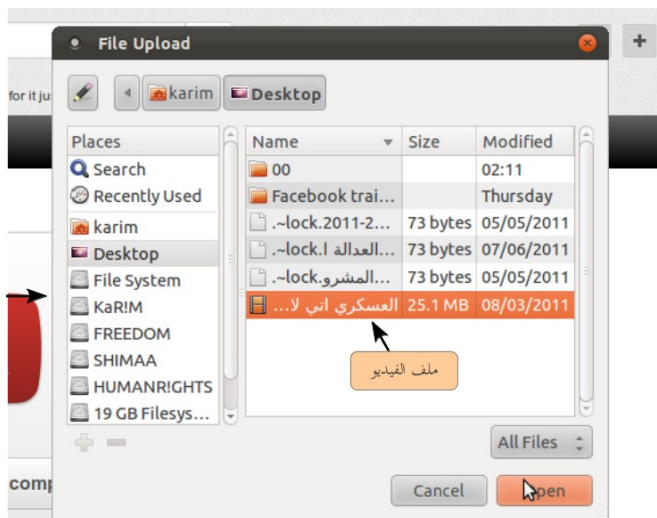 File Upload
for it ju
karim
Desktop
Places
Name Size Modified
Search
00 02:11
Recently Used
Facebook trai... Thursday
karim
.~lock.2011-2... 73 bytes 05/05/2011
Desktop
.~lock.العدالة ا... 73 bytes 07/06/2011
File System
.~lock.المشرو... 73 bytes 05/05/2011
KaR!M
العسكري اتي لا... 25.1 MB 08/03/2011
FREEDOM
SHIMAA
ملف الفيديو
HUMANR!GHTS
19 GB Filesys...
All Files
comp
Cancel
Open